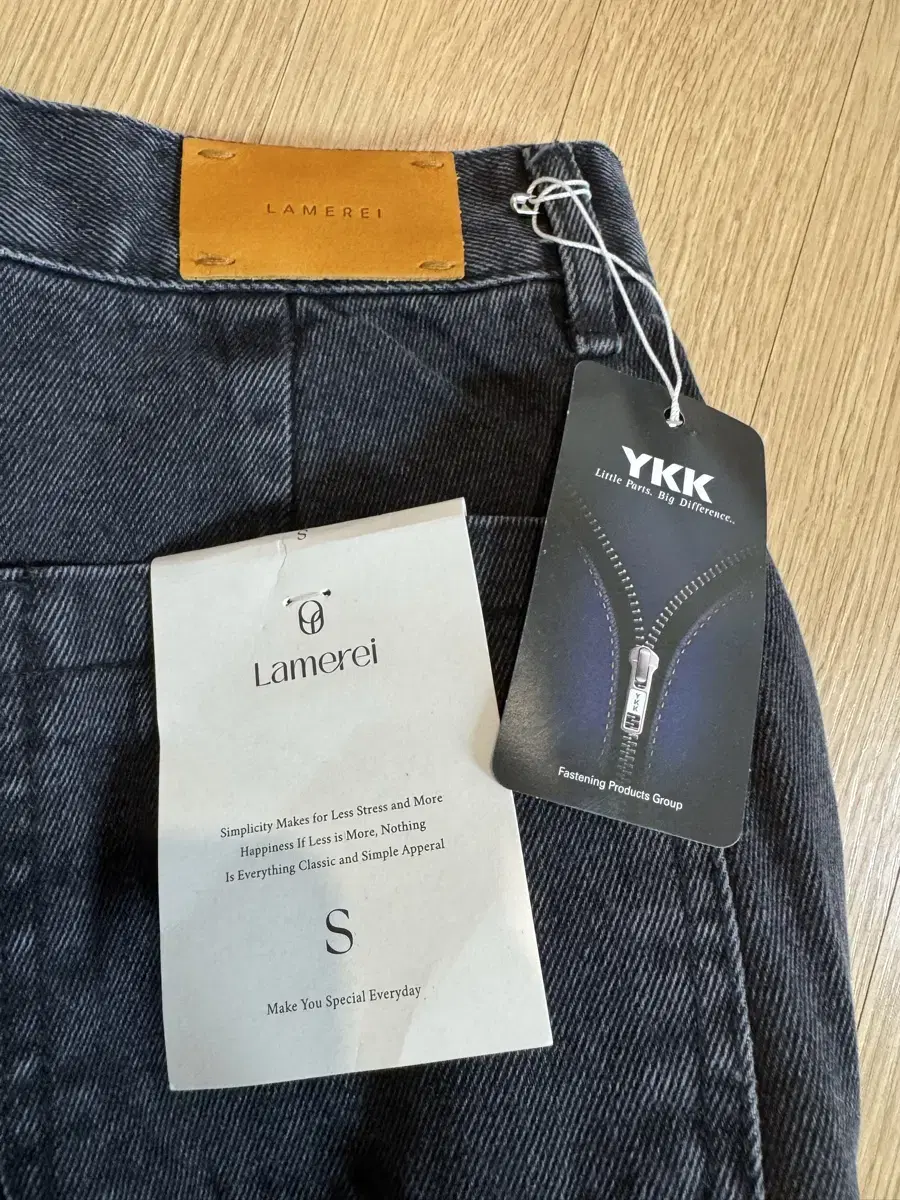 LAMEREI
YKK
Little Parts. Big Difference..
YKK
Fastening Products Group
S
Lamerei
Simplicity Makes for Less Stress and More
Happiness If Less is More, Nothing
Is Everything Classic and Simple Apperal
S
Make You Special Everyday